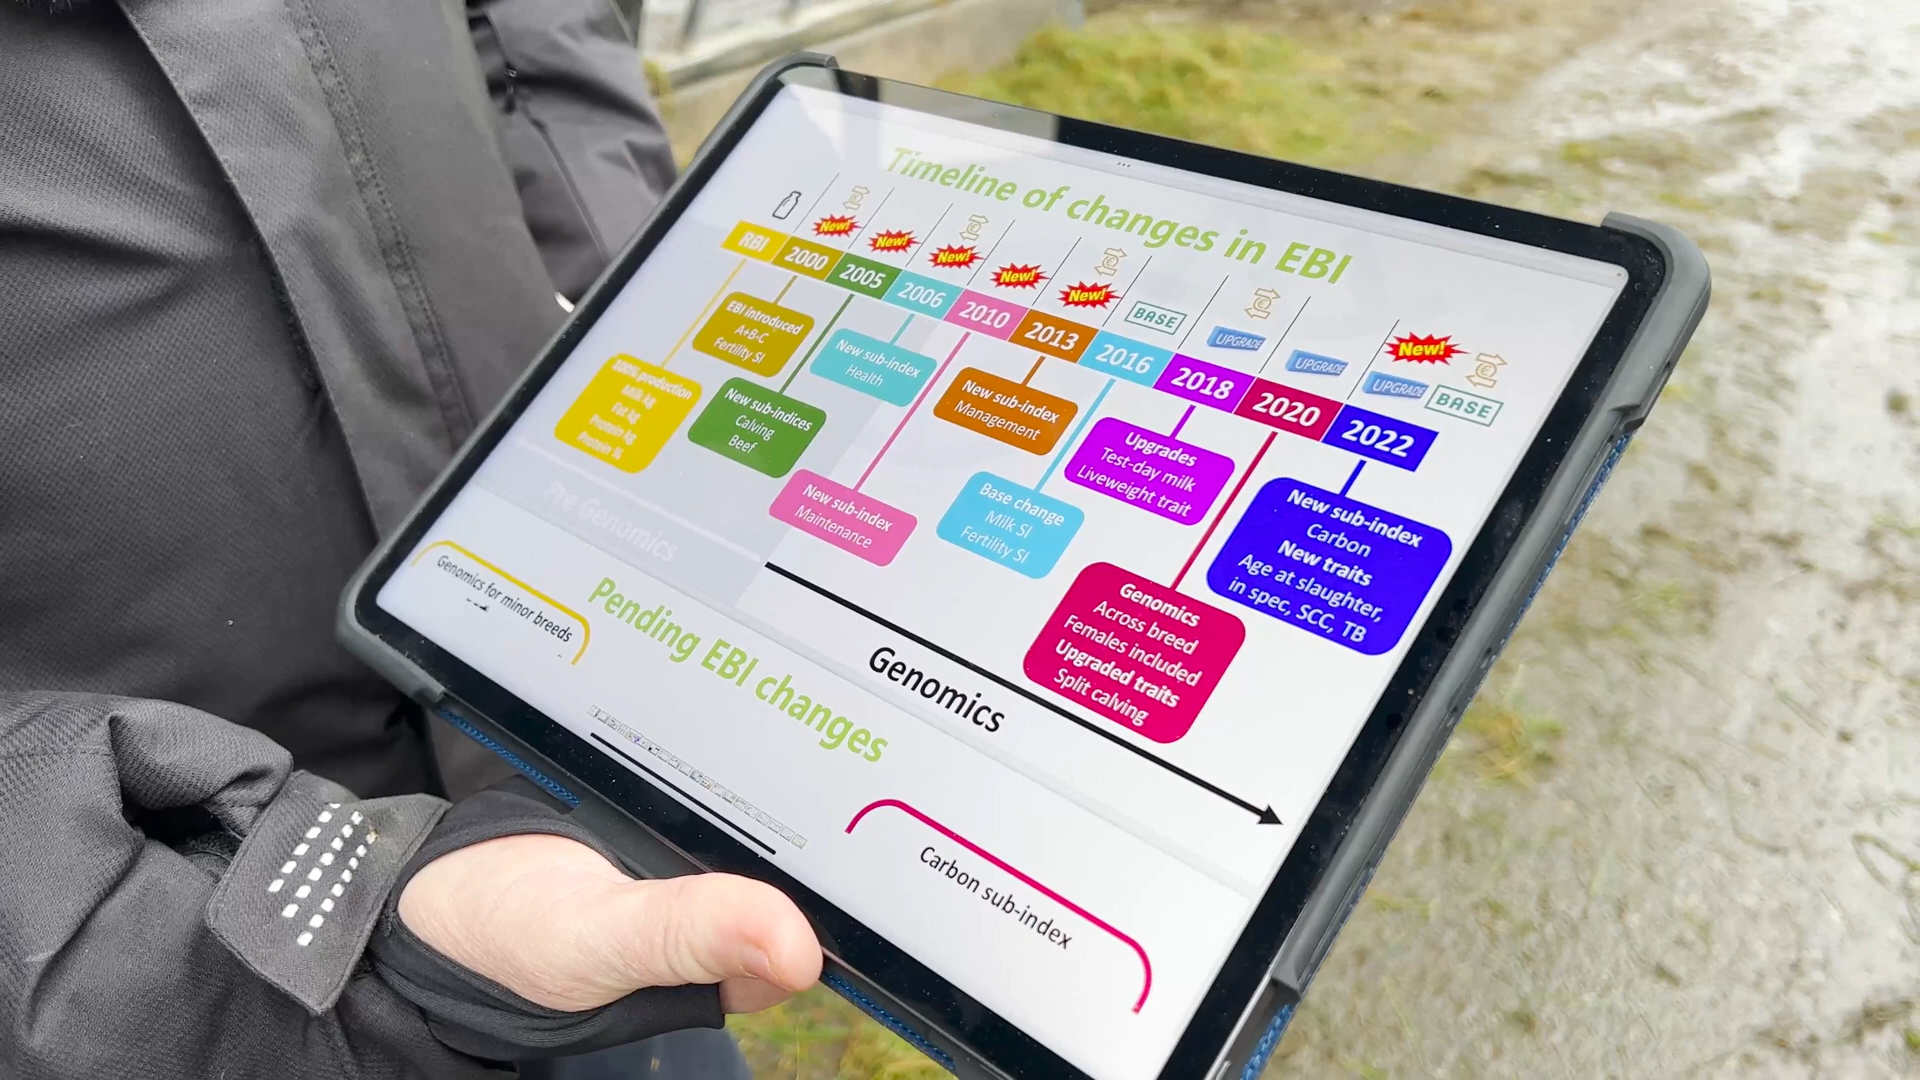 Timeline of changes in EBI
New!
New!
New!
New!
New!
BASE
UPGRADE
UPGRADE
New!
UPGRADE
BASE
RBI
2000
2005
2006
2010
2013
2016
2018
2020
2022
100% production
Milk kg
Fat kg
Protein kg
Protein %
EBI introduced
A+B-C
Fertility SI
New sub-indices
Calving
Beef
New sub-index
Health
New sub-index
Maintenance
New sub-index
Management
Base change
Milk SI
Fertility SI
Upgrades
Test-day milk
Liveweight trait
Genomics
Across breed
Females included
Upgraded traits
Split calving
New sub-index
Carbon
New traits
Age at slaughter,
in spec, SCC, TB
Pre Genomics
Genomics
Pending EBI changes
Genomics for minor breeds
Carbon sub-index